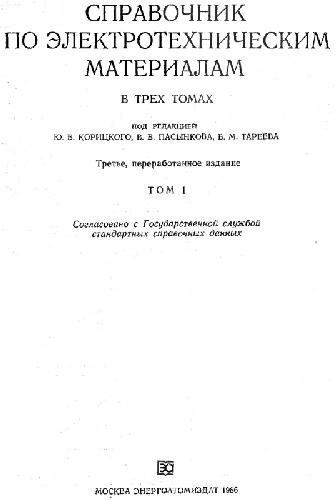 СПРАВОЧНИК
ПО ЭЛЕКТРОТЕХНИЧЕСКИМ
МАТЕРИАЛАМ
В ТРЕХ ТОМАХ
ПОД РЕДАКЦИЕЙ
Ю. В. КОРИЦКОГО, В. В. ПАСЫНКОВА, Б. М. ТАРЕЕВА
Третье, переработанное издание
ТОМ 1
Согласовано с Государственной службой
стандартных справочных данных
МОСКВА ЭНЕРГОАТОМИЗДАТ 1986